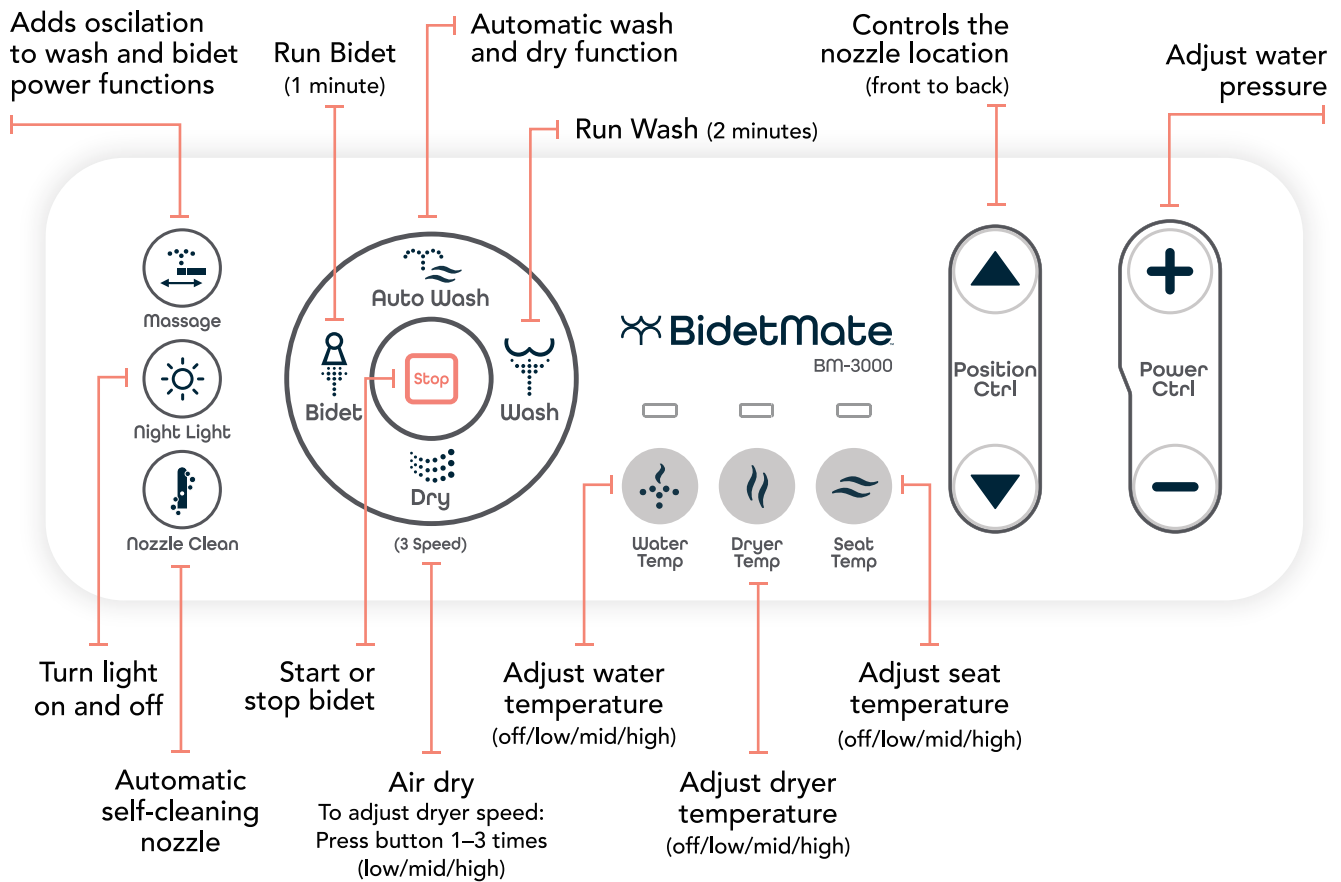 Adds oscilation
to wash and bidet
power functions
Run Bidet
(1 minute)
Automatic wash
and dry function
Run Wash (2 minutes)
Controls the
nozzle location
(front to back)
Adjust water
pressure
Massage
Night Light
Nozzle Clean
Auto Wash
Bidet
Stop
Wash
Dry
(3 Speed)
BidetMate
BM-3000
Water
Temp
Dryer
Temp
Seat
Temp
Position
Ctrl
Power
Ctrl
Turn light
on and off
Automatic
self-cleaning
nozzle
Start or
stop bidet
Air dry
To adjust dryer speed:
Press button 1–3 times
(low/mid/high)
Adjust water
temperature
(off/low/mid/high)
Adjust dryer
temperature
(off/low/mid/high)
Adjust seat
temperature
(off/low/mid/high)